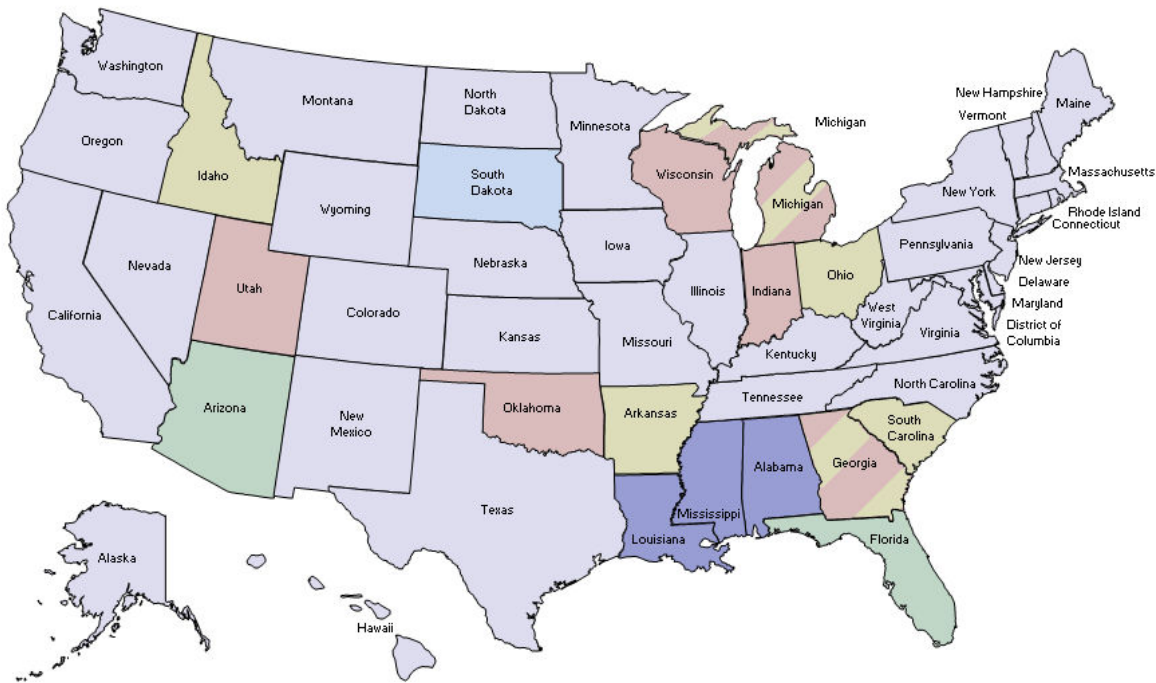 Washington
Oregon
California
Nevada
Idaho
Montana
Wyoming
Utah
Arizona
Colorado
New
Mexico
North
Dakota
South
Dakota
Nebraska
Kansas
Oklahoma
Texas
Minnesota
Iowa
Missouri
Arkansas
Louisiana
Wisconsin
Illinois
Michigan
Michigan
Indiana
Ohio
Kentucky
Tennessee
Mississippi
Alabama
Georgia
Florida
South
Carolina
North Carolina
Virginia
West
Virginia
Pennsylvania
New York
Vermont
New Hampshire
Maine
Massachusetts
Rhode Island
Connecticut
New Jersey
Delaware
Maryland
District of
Columbia
Alaska
Hawaii